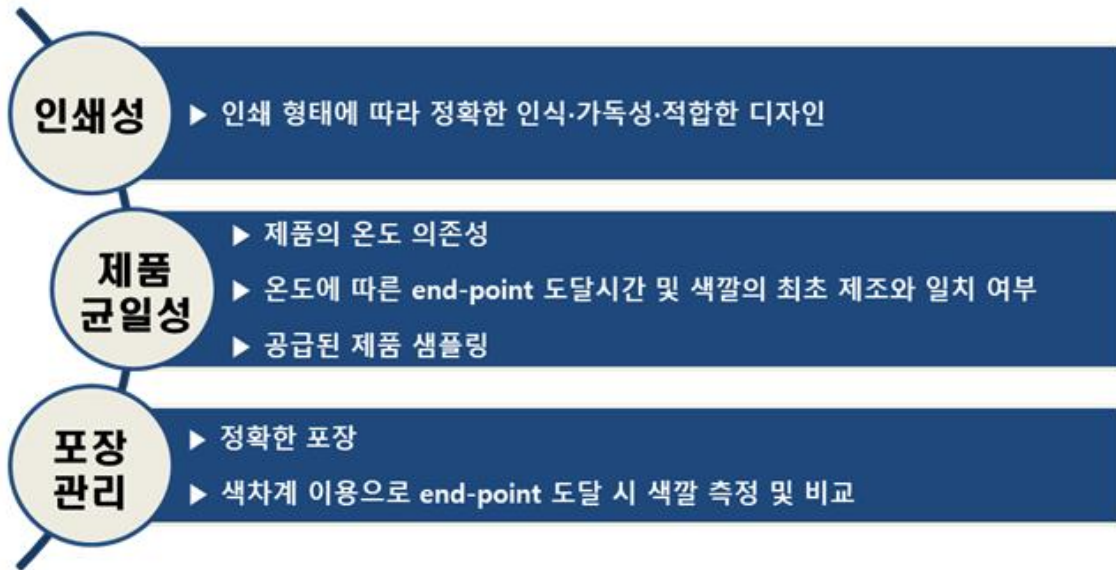 인쇄성
▶ 인쇄 형태에 따라 정확한 인식·가독성·적합한 디자인
제품
균일성
▶ 제품의 온도 의존성
▶ 온도에 따른 end-point 도달시간 및 색깔의 최초 제조와 일치 여부
▶ 공급된 제품 샘플링
포장
관리
▶ 정확한 포장
▶ 색차계 이용으로 end-point 도달 시 색깔 측정 및 비교